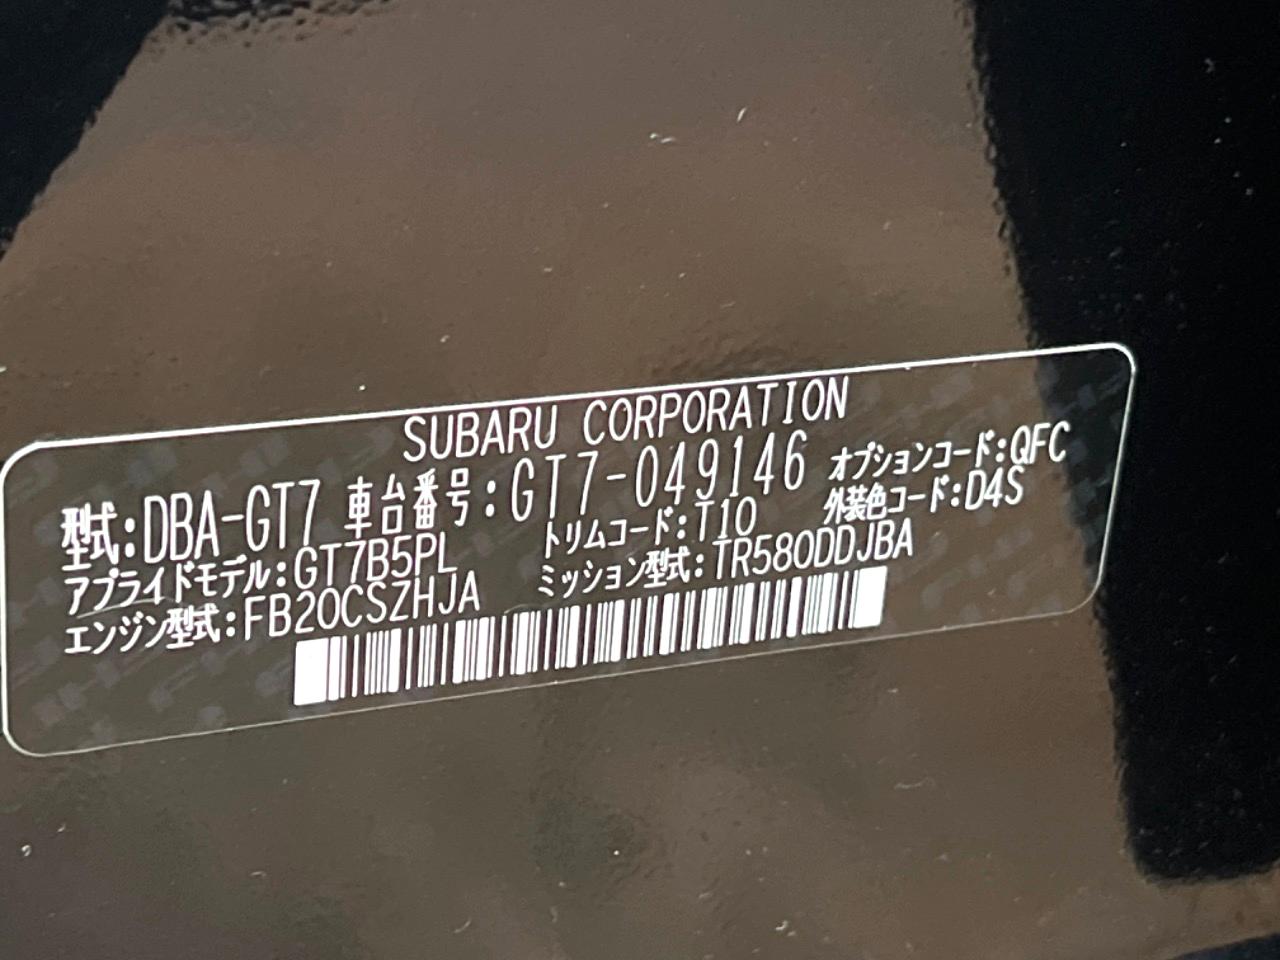 SUBARU CORPORATION
型式:DBA-GT7 車台番号:GT7-049146 オプションコード:QFC
アプライドモデル:GT7B5PL トリムコード:T10 外装色コード:D4S
エンジン型式:FB20CSZHJA ミッション型式:TR580DDJBA